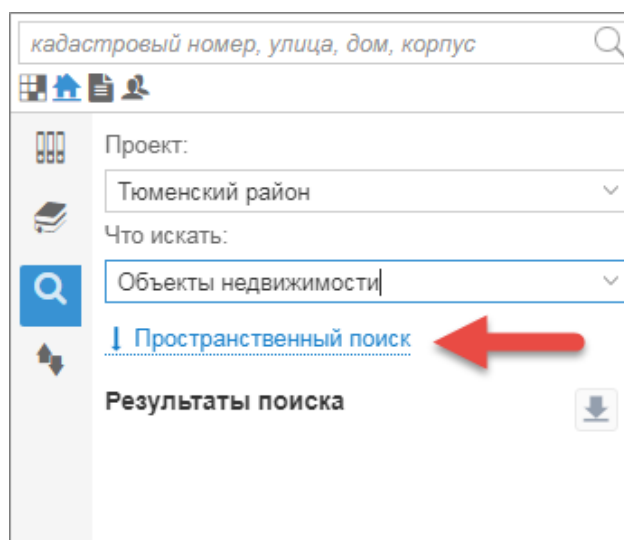 кадастровый номер, улица, дом, корпус
Проект:
Тюменский район
Что искать:
Объекты недвижимости
Пространственный поиск
Результаты поиска